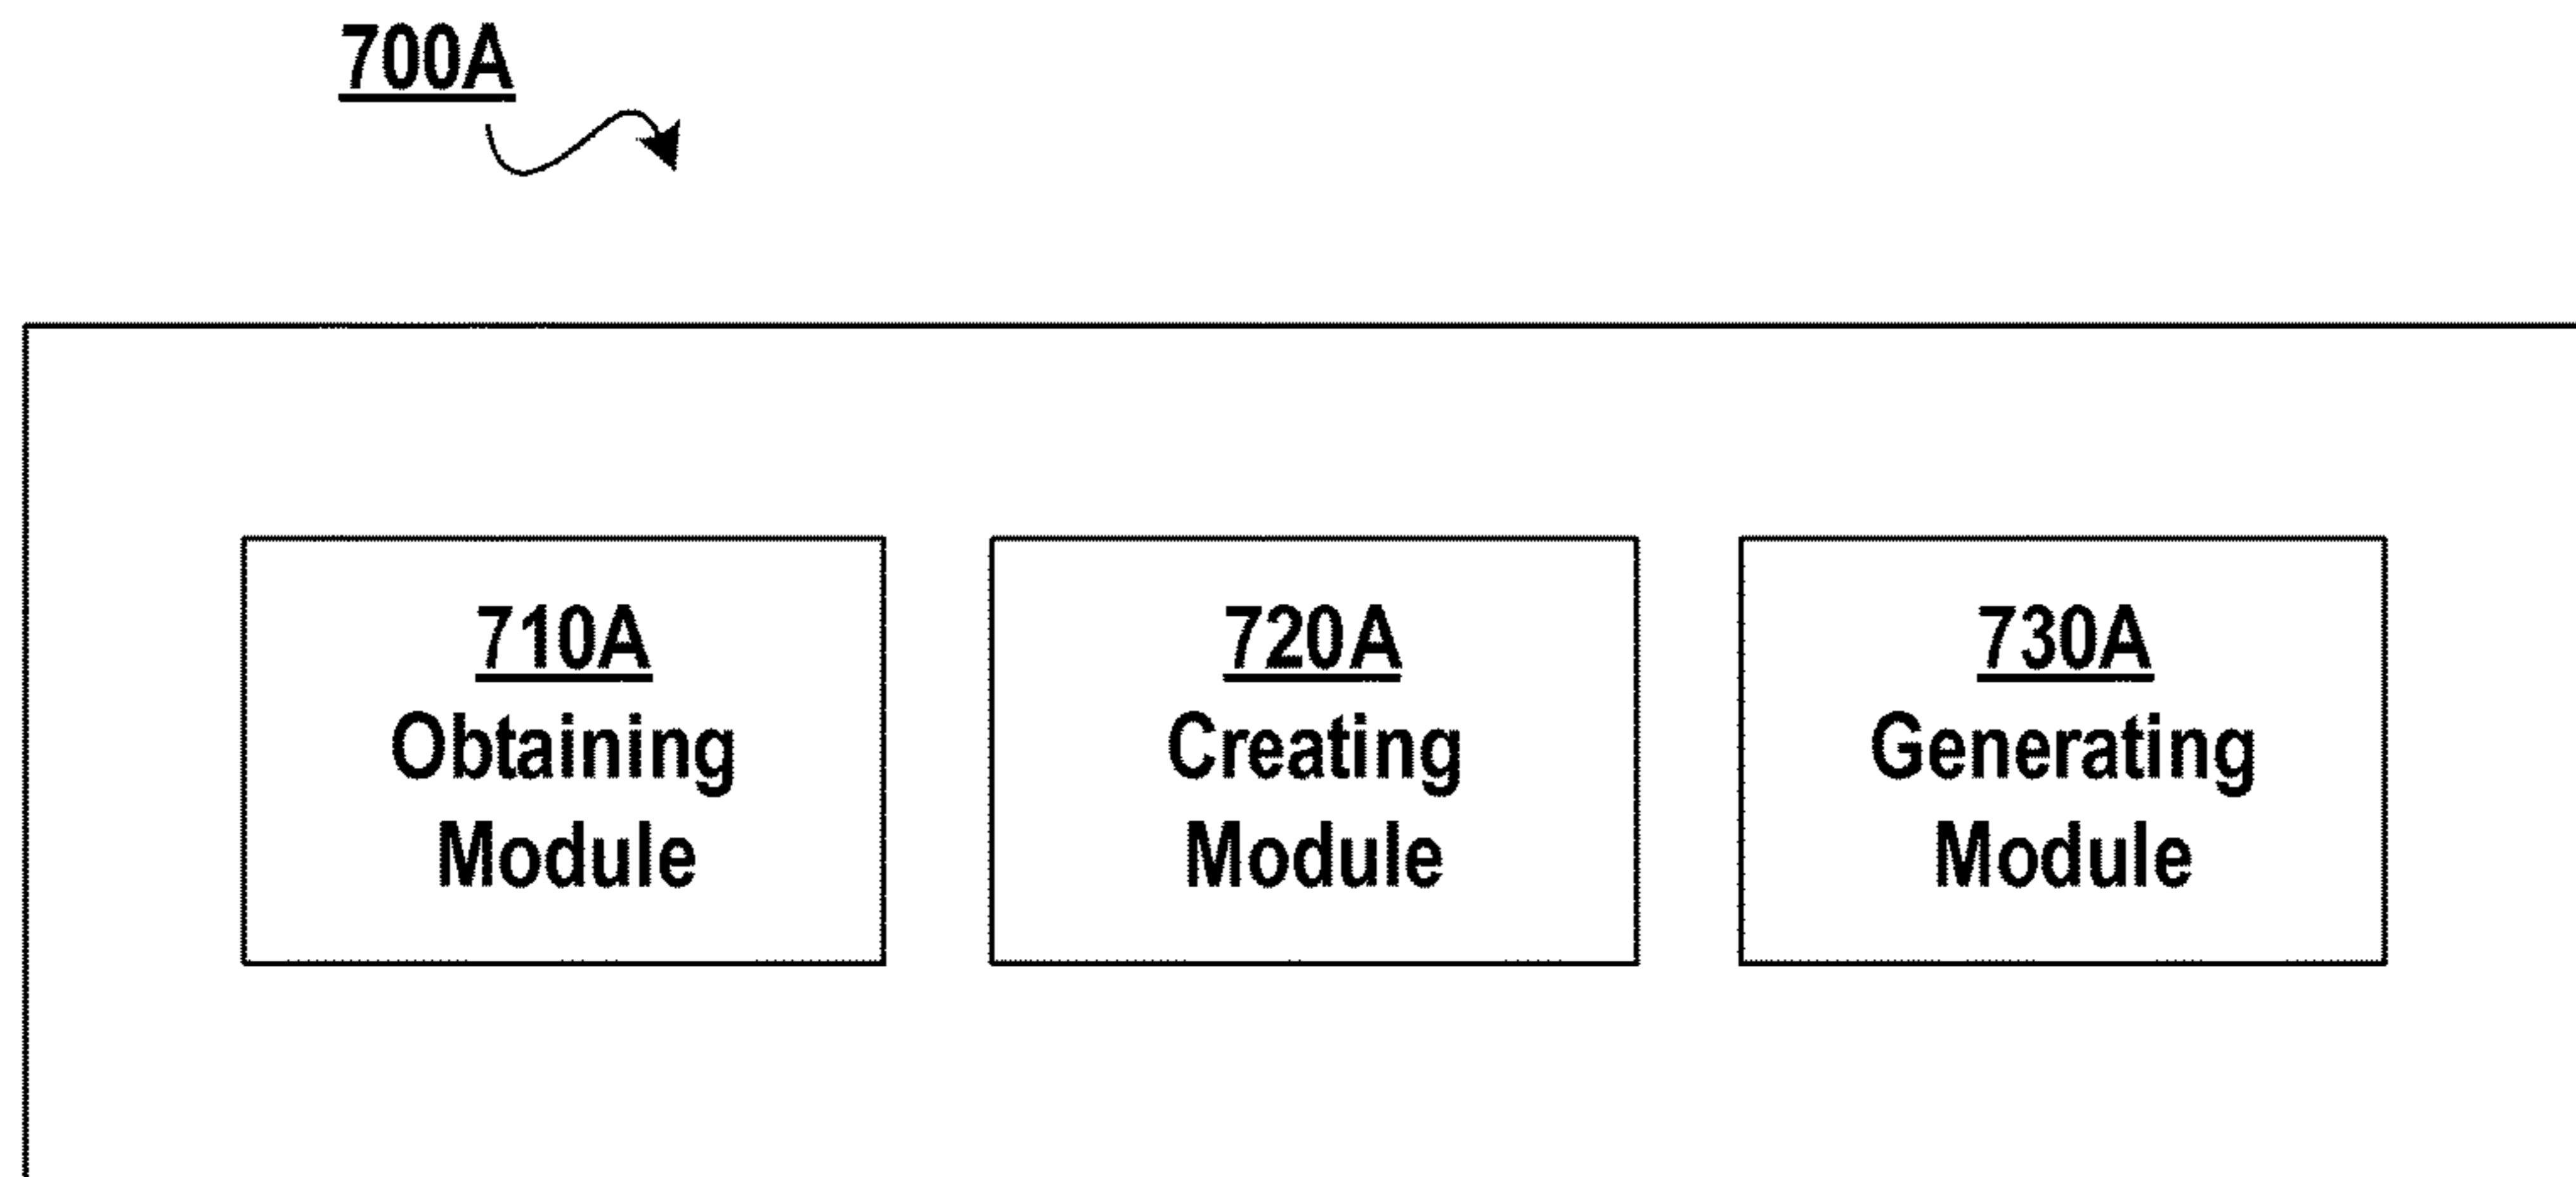 700A
710A
Obtaining
Module
720A
Creating
Module
730A
Generating
Module